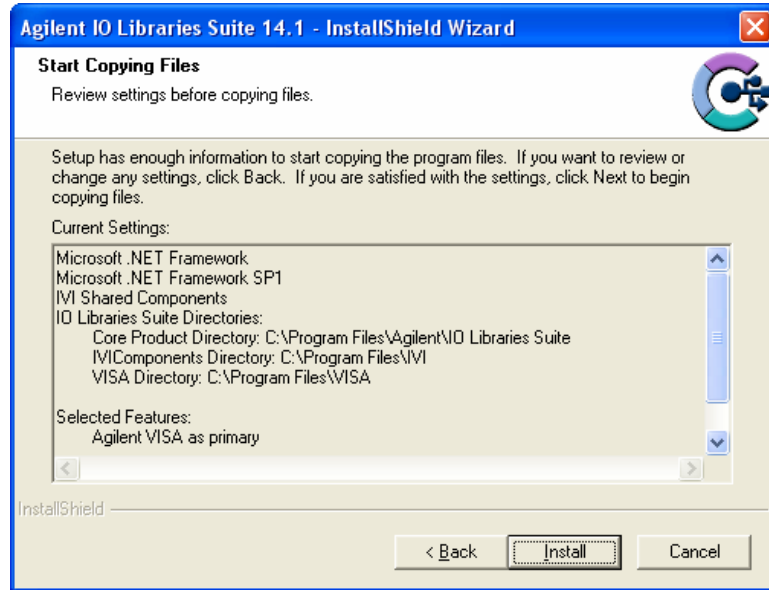 Agilent IO Libraries Suite 14.1 - InstallShield Wizard
Start Copying Files
Review settings before copying files.
Setup has enough information to start copying the program files. If you want to review or
change any settings, click Back. If you are satisfied with the settings, click Next to begin
copying files.
Current Settings:
Microsoft .NET Framework
Microsoft .NET Framework SP1
IVI Shared Components
IO Libraries Suite Directories:
Core Product Directory: C:\Program Files\Agilent\IO Libraries Suite
IVIComponents Directory: C:\Program Files\IVI
VISA Directory: C:\Program Files\VISA
Selected Features:
Agilent VISA as primary
InstallShield
< Back
Install
Cancel